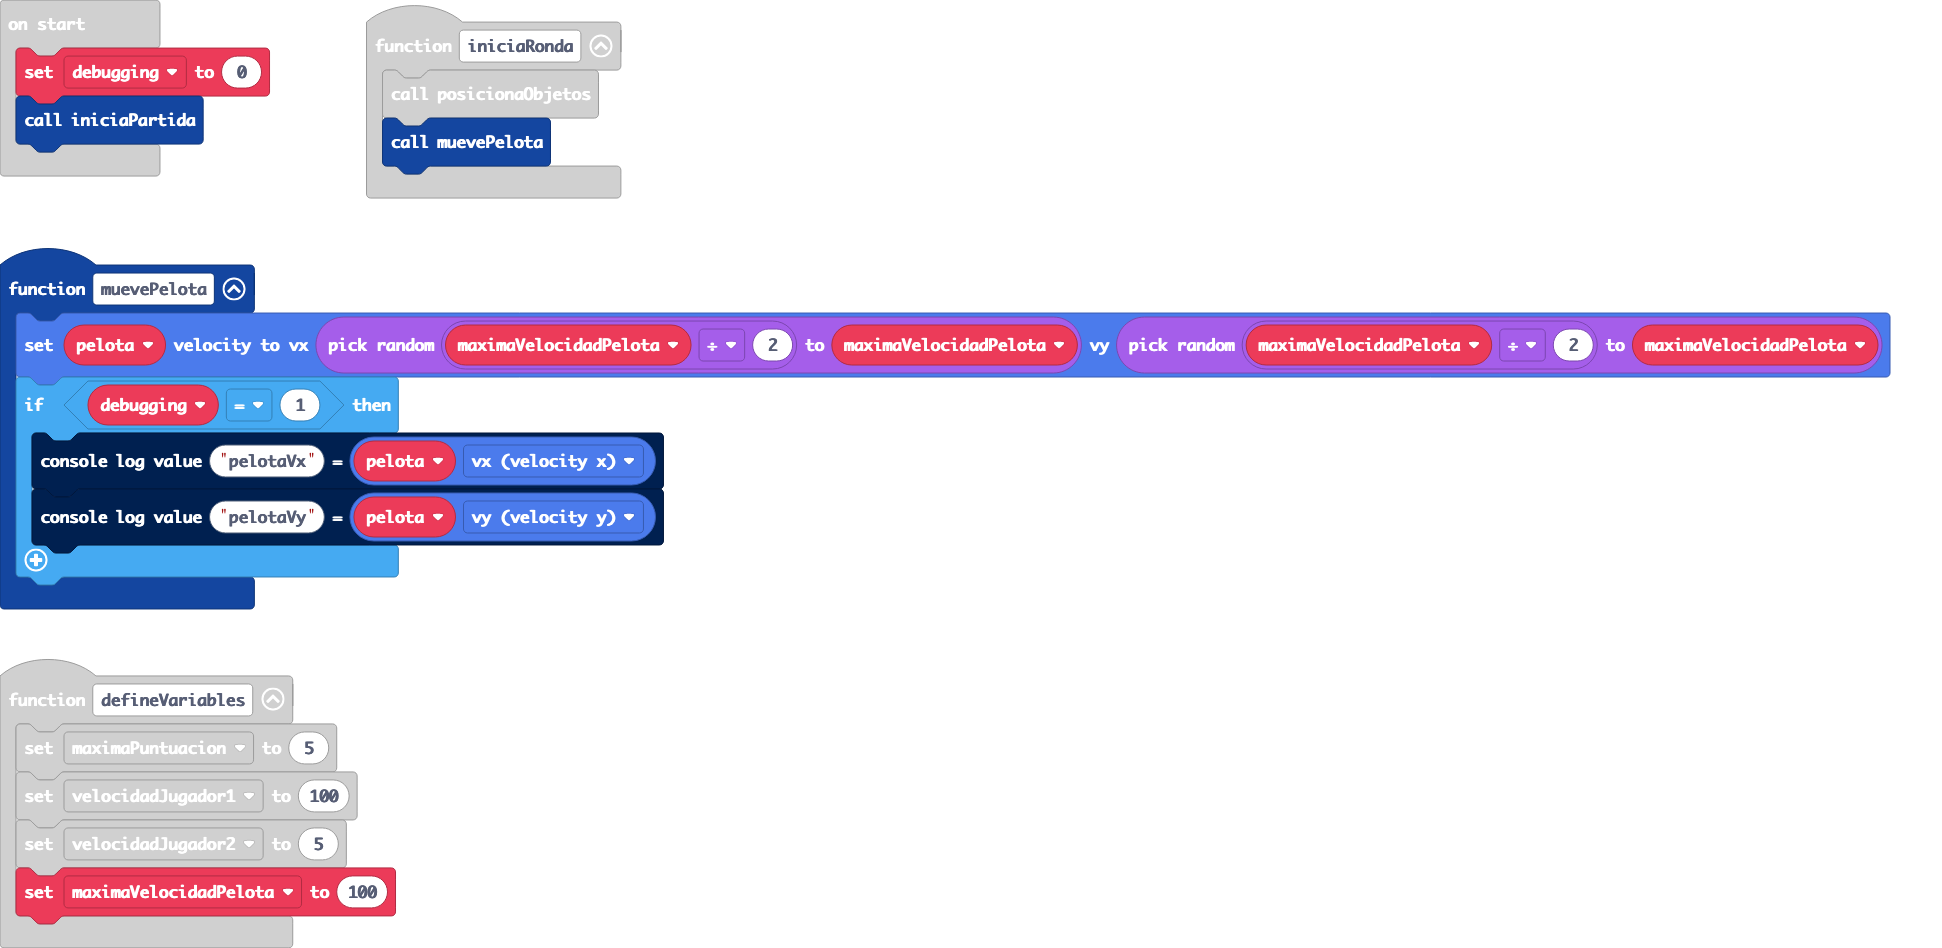 on start
set debugging to 0
call iniciaPartida
function iniciaRonda
call posicionaObjetos
call muevePelota
function muevePelota
set pelota velocity to vx pick random maximaVelocidadPelota ÷ 2 to maximaVelocidadPelota vy pick random maximaVelocidadPelota ÷ 2 to maximaVelocidadPelota
if debugging = 1 then
console log value "pelotaVx" = pelota vx (velocity x)
console log value "pelotaVy" = pelota vy (velocity y)
function defineVariables
set maximaPuntuacion to 5
set velocidadJugador1 to 100
set velocidadJugador2 to 5
set maximaVelocidadPelota to 100